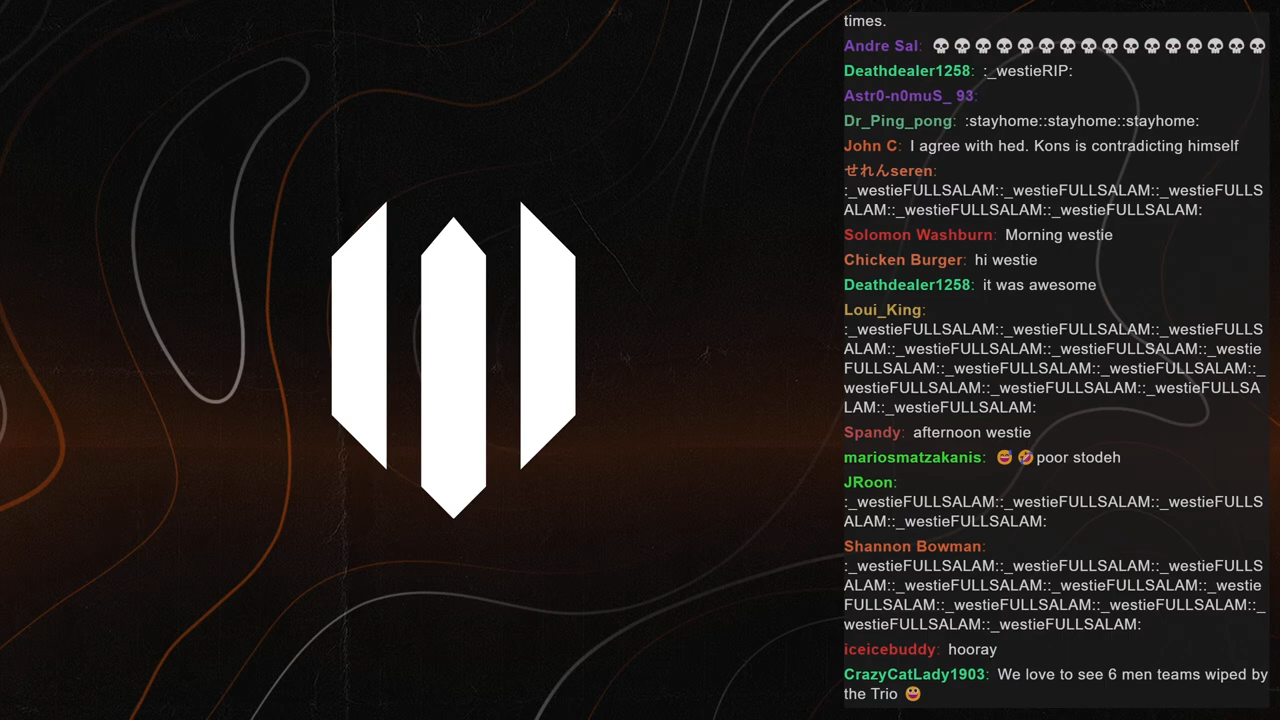 times.
Andre Sal: 💀💀💀💀💀💀💀💀💀💀💀💀💀💀💀💀
Deathdealer1258: :_westieRIP:
Astr0-n0muS_ 93:
Dr_Ping_pong: :stayhome::stayhome::stayhome:
John C: I agree with hed. Kons is contradicting himself
せれんseren:
:_westieFULLSALAM::_westieFULLSALAM::_westieFULLS
ALAM::_westieFULLSALAM::_westieFULLSALAM:
Solomon Washburn: Morning westie
Chicken Burger: hi westie
Deathdealer1258: it was awesome
Loui_King:
:_westieFULLSALAM::_westieFULLSALAM::_westieFULLS
ALAM::_westieFULLSALAM::_westieFULLSALAM::_westie
FULLSALAM::_westieFULLSALAM::_westieFULLSALAM::_
westieFULLSALAM::_westieFULLSALAM::_westieFULLSA
LAM::_westieFULLSALAM:
Spandy: afternoon westie
mariosmatzakanis: 😅🤣poor stodeh
JRoon:
:_westieFULLSALAM::_westieFULLSALAM::_westieFULLS
ALAM::_westieFULLSALAM:
Shannon Bowman:
:_westieFULLSALAM::_westieFULLSALAM::_westieFULLS
ALAM::_westieFULLSALAM::_westieFULLSALAM::_westie
FULLSALAM::_westieFULLSALAM::_westieFULLSALAM::_
westieFULLSALAM::_westieFULLSALAM:
iceicebuddy: hooray
CrazyCatLady1903: We love to see 6 men teams wiped by
the Trio 😃